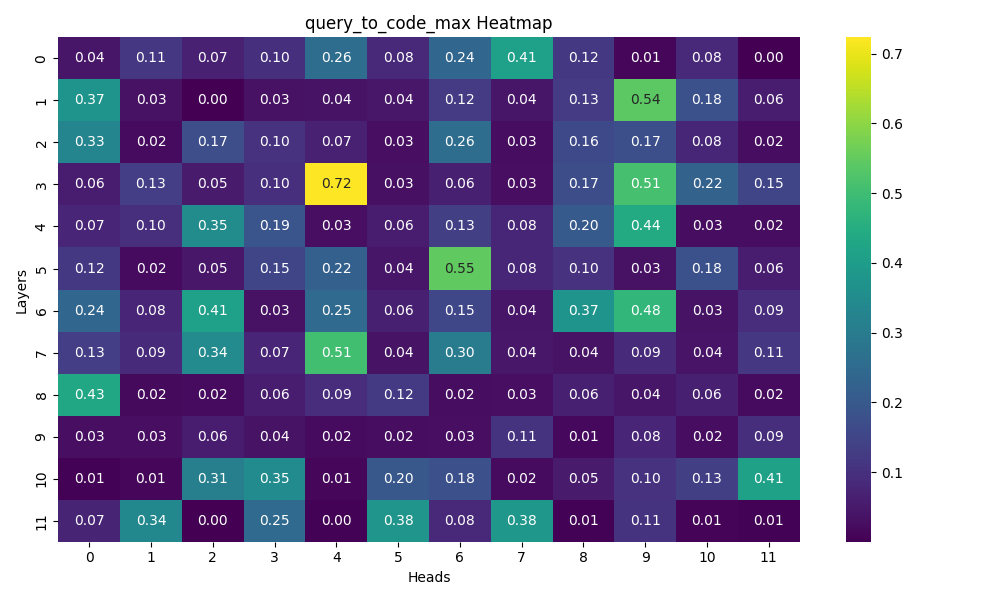 query_to_code_max Heatmap
0 0.04 0.11 0.07 0.10 0.26 0.08 0.24 0.41 0.12 0.01 0.08 0.00
1 0.37 0.03 0.00 0.03 0.04 0.04 0.12 0.04 0.13 0.54 0.18 0.06
2 0.33 0.02 0.17 0.10 0.07 0.03 0.26 0.03 0.16 0.17 0.08 0.02
3 0.06 0.13 0.05 0.10 0.72 0.03 0.06 0.03 0.17 0.51 0.22 0.15
4 0.07 0.10 0.35 0.19 0.03 0.06 0.13 0.08 0.20 0.44 0.03 0.02
5 0.12 0.02 0.05 0.15 0.22 0.04 0.55 0.08 0.10 0.03 0.18 0.06
6 0.24 0.08 0.41 0.03 0.25 0.06 0.15 0.04 0.37 0.48 0.03 0.09
7 0.13 0.09 0.34 0.07 0.51 0.04 0.30 0.04 0.04 0.09 0.04 0.11
8 0.43 0.02 0.02 0.06 0.09 0.12 0.02 0.03 0.06 0.04 0.06 0.02
9 0.03 0.03 0.06 0.04 0.02 0.02 0.03 0.11 0.01 0.08 0.02 0.09
10 0.01 0.01 0.31 0.35 0.01 0.20 0.18 0.02 0.05 0.10 0.13 0.41
11 0.07 0.34 0.00 0.25 0.00 0.38 0.08 0.38 0.01 0.11 0.01 0.01
0 1 2 3 4 5 6 7 8 9 10 11
Heads
Layers
0.7
0.6
0.5
0.4
0.3
0.2
0.1